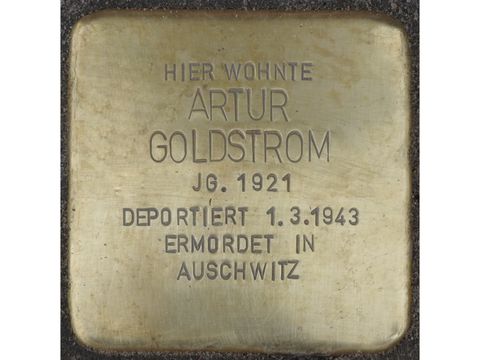 HIER WOHNTE
ARTUR
GOLDSTROM
JG. 1921
DEPORTIERT 1.3.1943
ERMORDET IN
AUSCHWITZ